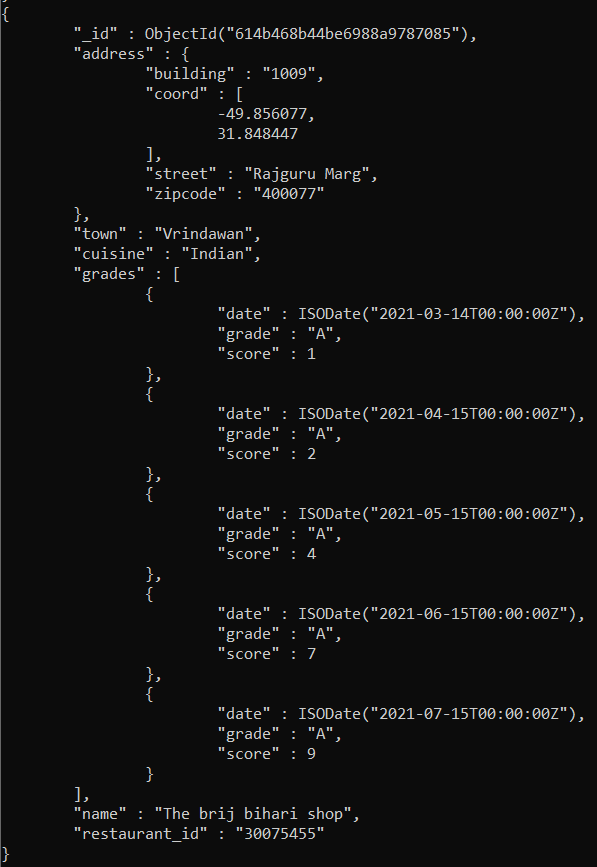 {
"_id" : ObjectId("614b468b44be6988a9787085"),
"address" : {
"building" : "1009",
"coord" : [
-49.856077,
31.848447
],
"street" : "Rajguru Marg",
"zipcode" : "400077"
},
"town" : "Vrindawan",
"cuisine" : "Indian",
"grades" : [
{
"date" : ISODate("2021-03-14T00:00:00Z"),
"grade" : "A",
"score" : 1
},
{
"date" : ISODate("2021-04-15T00:00:00Z"),
"grade" : "A",
"score" : 2
},
{
"date" : ISODate("2021-05-15T00:00:00Z"),
"grade" : "A",
"score" : 4
},
{
"date" : ISODate("2021-06-15T00:00:00Z"),
"grade" : "A",
"score" : 7
},
{
"date" : ISODate("2021-07-15T00:00:00Z"),
"grade" : "A",
"score" : 9
}
],
"name" : "The brij bihari shop",
"restaurant_id" : "30075455"
}